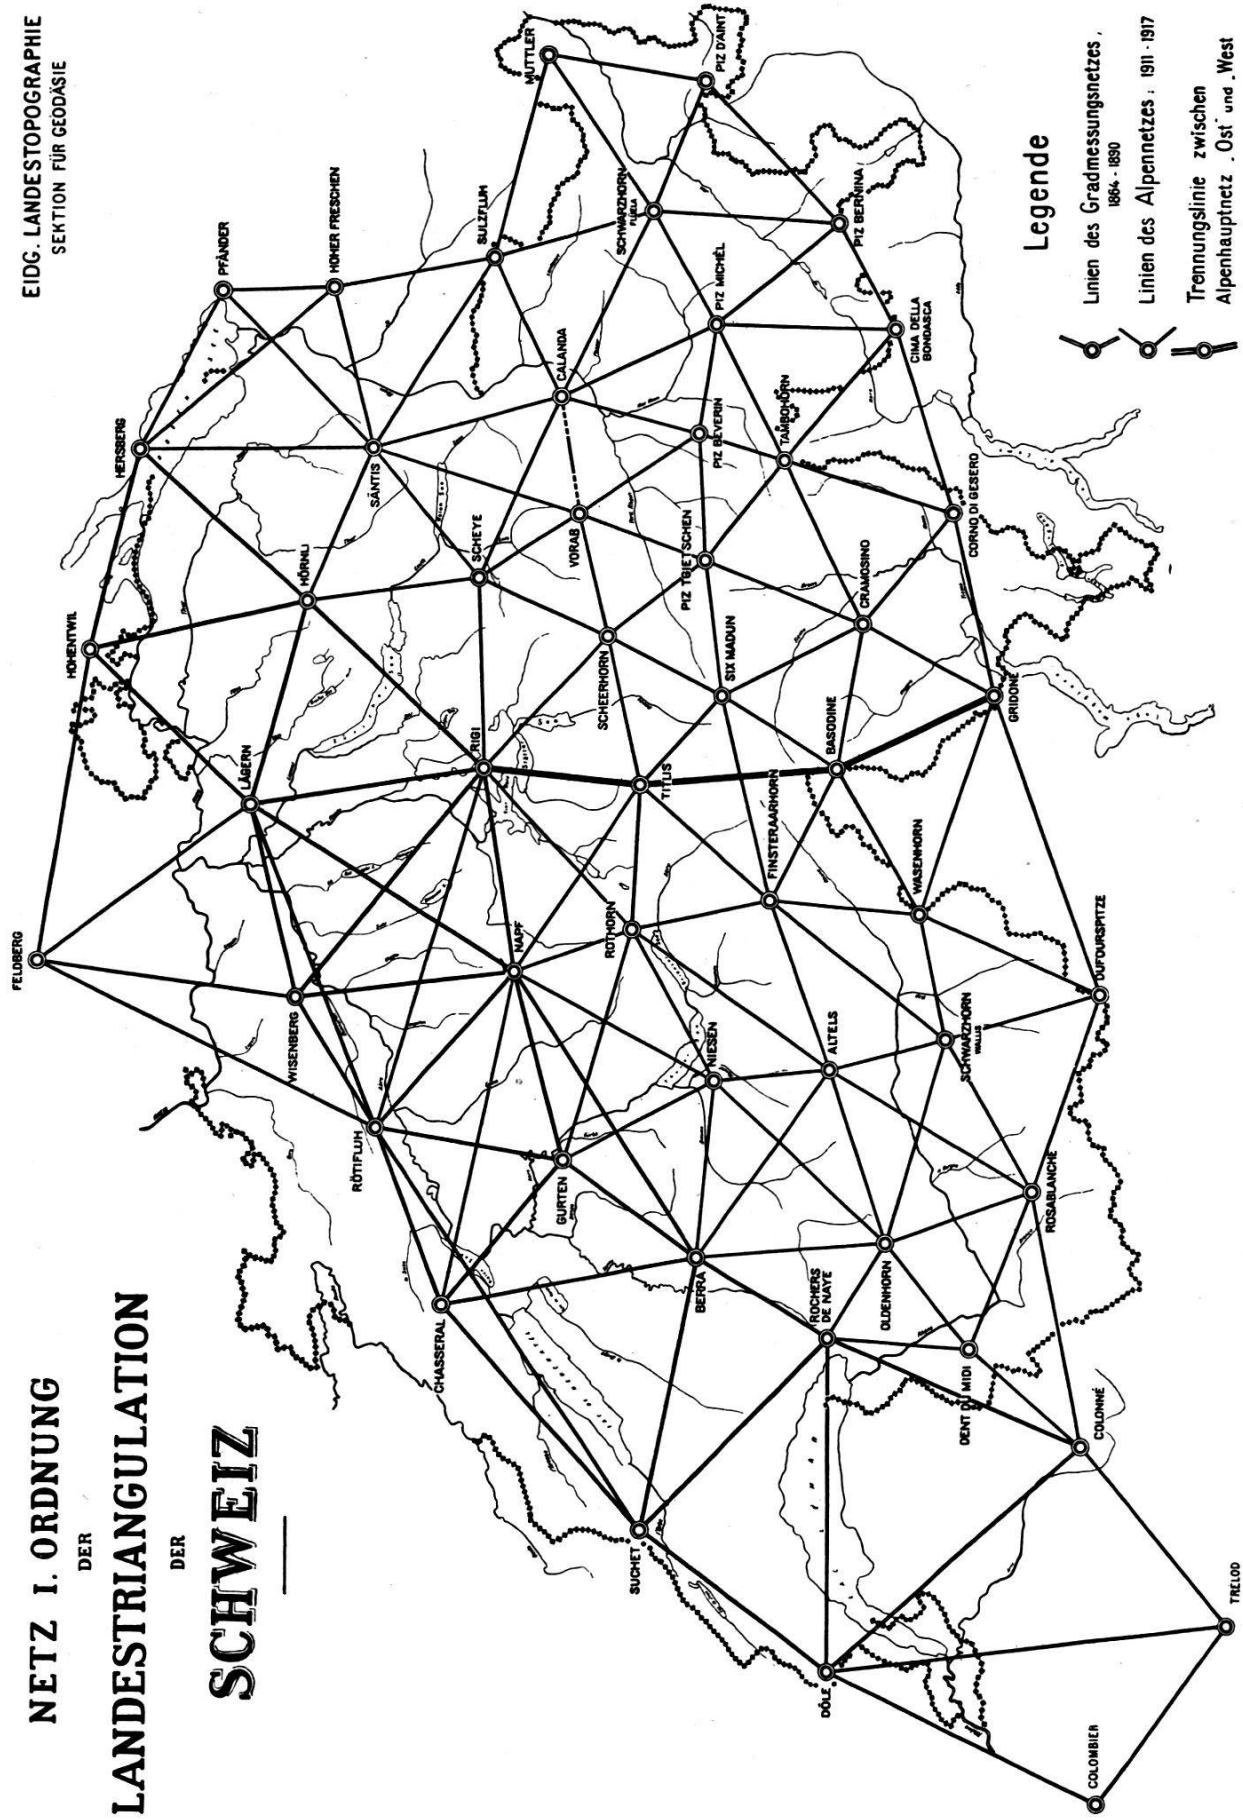 NETZ I. ORDNUNG
DER
LANDESTRIANGULATION
DER
SCHWEIZ
EIDG. LANDESTOPOGRAPHIE
SEKTION FÜR GEODÄSIE
FELDBERG
HOHENTWIL
HERSBERG
PFÄNDER
HOHER FRESCHEN
LÄGERN
HÖRNLI
SÄNTIS
SULZFLUH
MUTTLER
WISENBERG
RÖTIFLUH
RIGI
SCHEYE
CALANDA
SCHWARZHORN
FLÜELA
PIZ D'AINT
CHASSERAL
GURTEN
NAPF
ROTHORN
TITLIS
SCHEERHORN
VORAB
PIZ MICHÈL
PIZ BEVERIN
PIZ TGIETSCHEN
SIX MADUN
TAMBOHORN
PIZ BERNINA
CIMA DELLA
BONDASCA
SUCHET
BERRA
NIESEN
ALTELS
FINSTERAARHORN
BASODINE
CRAMOSINO
CORNO DI GESERO
GRIDONE
WASENHORN
SCHWARZHORN
WALLIS
DUFOURSPITZE
ROCHERS
DE NAYE
OLDENHORN
ROSABLANCHE
DENT DU MIDI
COLONNÉ
DÔLE
COLOMBIER
TRELOD
Legende
Linien des Gradmessungsnetzes,
1864 - 1890
Linien des Alpennetzes: 1911 - 1917
Trennungslinie zwischen
Alpenhauptnetz „Ost" und „West